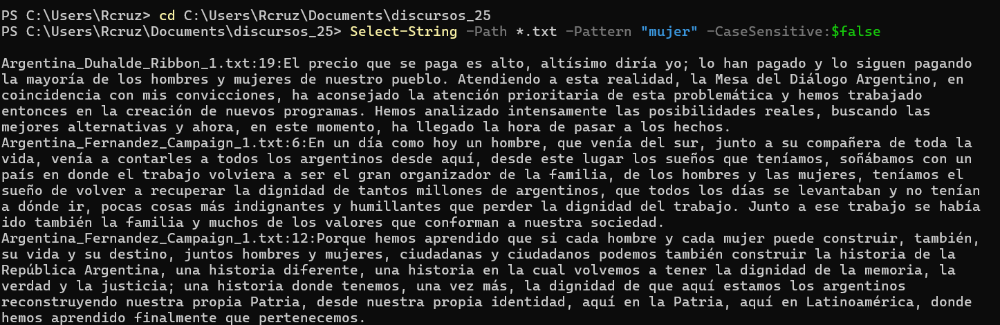 PS C:\Users\Rcruz> cd C:\Users\Rcruz\Documents\discursos_25
PS C:\Users\Rcruz\Documents\discursos_25> Select-String -Path *.txt -Pattern "mujer" -CaseSensitive:$false
Argentina_Duhalde_Ribbon_1.txt:19:El precio que se paga es alto, altísimo diría yo; lo han pagado y lo siguen pagando
la mayoría de los hombres y mujeres de nuestro pueblo. Atendiendo a esta realidad, la Mesa del Diálogo Argentino, en
coincidencia con mis convicciones, ha aconsejado la atención prioritaria de esta problemática y hemos trabajado
entonces en la creación de nuevos programas. Hemos analizado intensamente las posibilidades reales, buscando las
mejores alternativas y ahora, en este momento, ha llegado la hora de pasar a los hechos.
Argentina_Fernandez_Campaign_1.txt:6:En un día como hoy un hombre, que venía del sur, junto a su compañera de toda la
vida, venía a contarles a todos los argentinos desde aquí, desde este lugar los sueños que teníamos, soñábamos con un
país en donde el trabajo volviera a ser el gran organizador de la familia, de los hombres y las mujeres, teníamos el
sueño de volver a recuperar la dignidad de tantos millones de argentinos, que todos los días se levantaban y no tenían
a dónde ir, pocas cosas más indignantes y humillantes que perder la dignidad del trabajo. Junto a ese trabajo se había
ido también la familia y muchos de los valores que conforman a nuestra sociedad.
Argentina_Fernandez_Campaign_1.txt:12:Porque hemos aprendido que si cada hombre y cada mujer puede construir, también,
su vida y su destino, juntos hombres y mujeres, ciudadanas y ciudadanos podemos también construir la historia de la
República Argentina, una historia diferente, una historia en la cual volvemos a tener la dignidad de la memoria, la
verdad y la justicia; una historia donde tenemos, una vez más, la dignidad de que aquí estamos los argentinos
reconstruyendo nuestra propia Patria, desde nuestra propia identidad, aquí en la Patria, aquí en Latinoamérica, donde
hemos aprendido finalmente que pertenecemos.